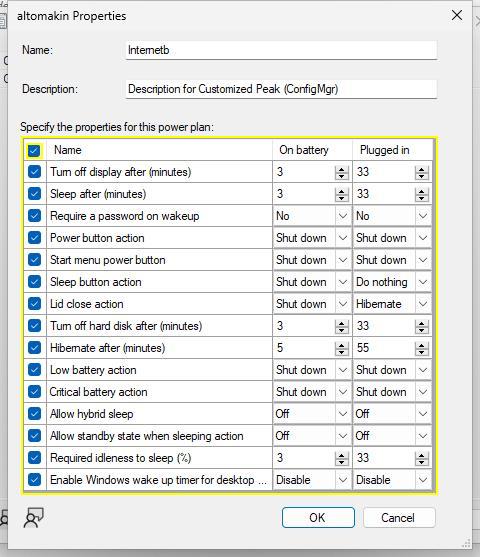 altomakin Properties
Name: Internetb
Description: Description for Customized Peak (ConfigMgr)
Specify the properties for this power plan:
Name On battery Plugged in
Turn off display after (minutes) 3 33
Sleep after (minutes) 3 33
Require a password on wakeup No No
Power button action Shut down Shut down
Start menu power button Shut down Shut down
Sleep button action Shut down Do nothing
Lid close action Shut down Hibernate
Turn off hard disk after (minutes) 3 33
Hibernate after (minutes) 5 55
Low battery action Shut down Shut down
Critical battery action Shut down Shut down
Allow hybrid sleep Off Off
Allow standby state when sleeping action Off Off
Required idleness to sleep (%) 3 33
Enable Windows wake up timer for desktop ... Disable Disable
OK Cancel